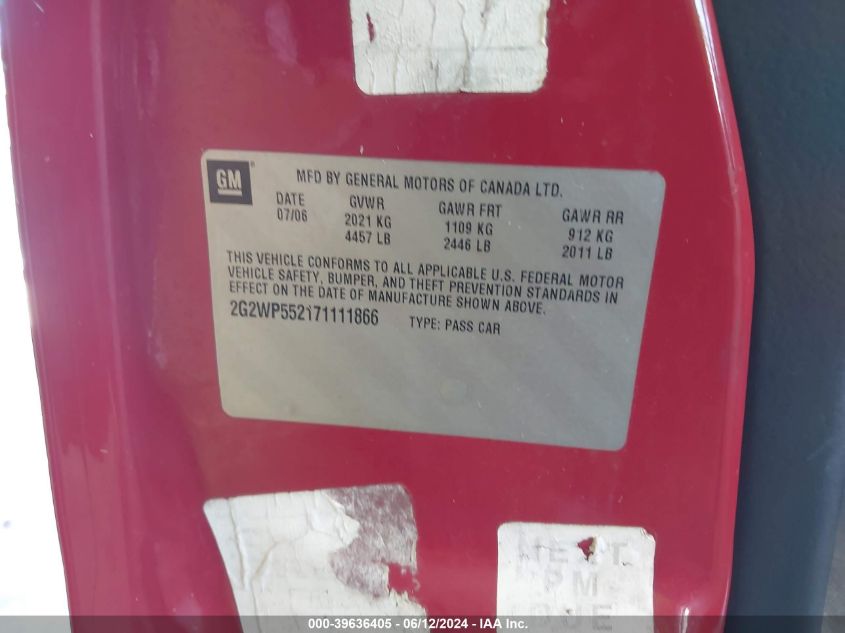 GM
MFD BY GENERAL MOTORS OF CANADA LTD.
DATE GVWR GAWR FRT GAWR RR
07/06 2021 KG 1109 KG 912 KG
4457 LB 2446 LB 2011 LB
THIS VEHICLE CONFORMS TO ALL APPLICABLE U.S. FEDERAL MOTOR
VEHICLE SAFETY, BUMPER, AND THEFT PREVENTION STANDARDS IN
EFFECT ON THE DATE OF MANUFACTURE SHOWN ABOVE.
2G2WP552171111866 TYPE: PASS CAR
NEXT
PM
DUE
000-39636405 - 06/12/2024 - IAA Inc.